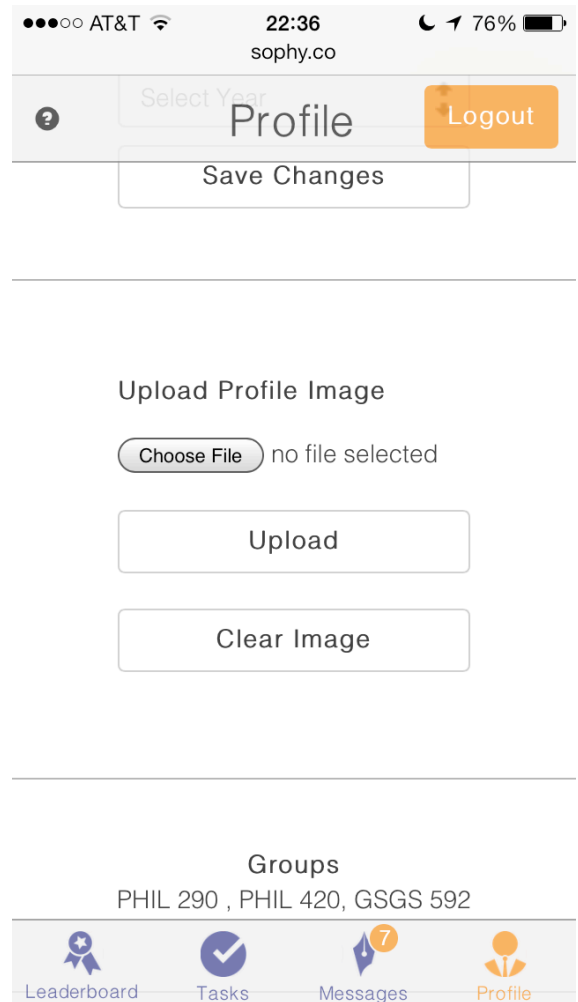 AT&T 22:36 76%
sophy.co
Select Year
Profile
Logout
Save Changes
Upload Profile Image
Choose File no file selected
Upload
Clear Image
Groups
PHIL 290 , PHIL 420, GSGS 592
7
Leaderboard Tasks Messages Profile